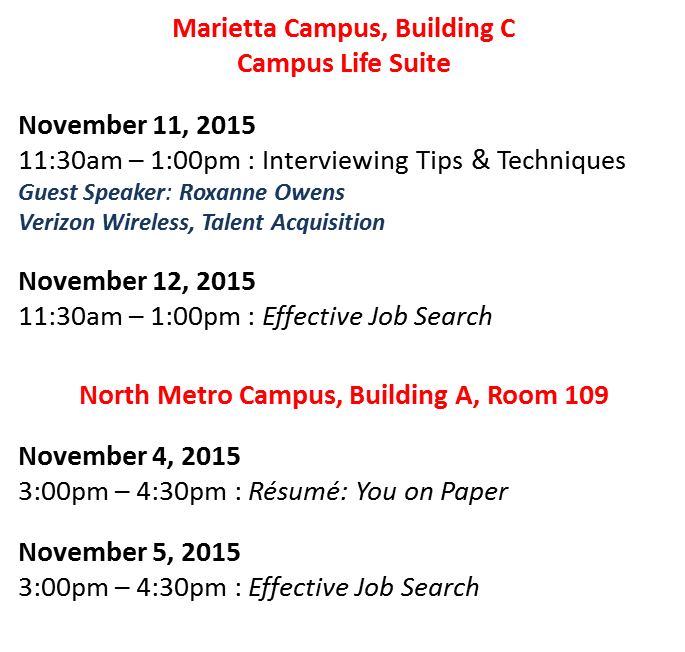 Marietta Campus, Building C
Campus Life Suite
November 11, 2015
11:30am – 1:00pm : Interviewing Tips & Techniques
Guest Speaker: Roxanne Owens
Verizon Wireless, Talent Acquisition
November 12, 2015
11:30am – 1:00pm : Effective Job Search
North Metro Campus, Building A, Room 109
November 4, 2015
3:00pm – 4:30pm : Résumé: You on Paper
November 5, 2015
3:00pm – 4:30pm : Effective Job Search